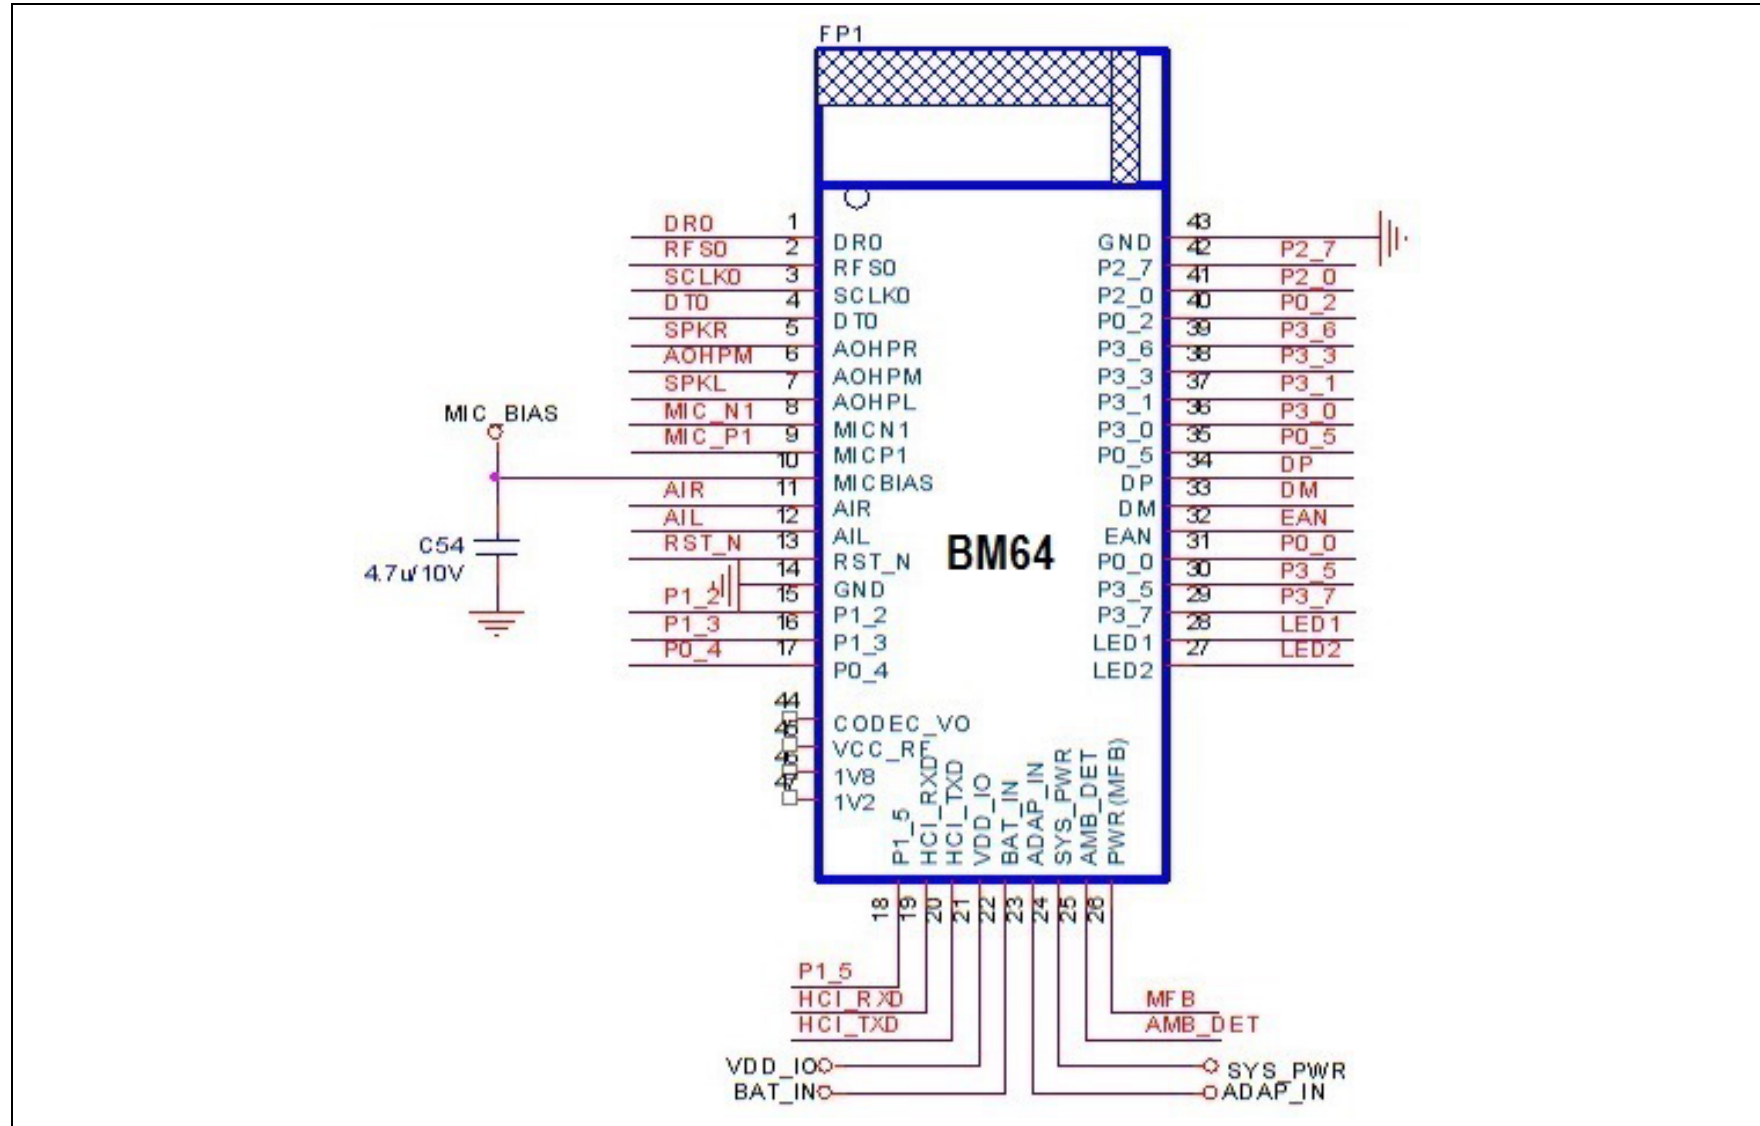 FP1
DR0 1 DR0
RFS0 2 RFS0
SCLK0 3 SCLK0
DT0 4 DT0
SPKR 5 AOHPR
AOHPM 6 AOHPM
SPKL 7 AOHPL
MIC_N1 8 MICN1
MIC_P1 9 MICP1
MIC_BIAS
10 MICBIAS
AIR 11 AIR
AIL 12 AIL
RST_N 13 RST_N
14 GND
P1_2 15 P1_2
P1_3 16 P1_3
P0_4 17 P0_4
C54
4.7u/10V
BM64
GND 43
P2_7 42 P2_7
P2_0 41 P2_0
P0_2 40 P0_2
P3_6 39 P3_6
P3_3 38 P3_3
P3_1 37 P3_1
P3_0 36 P3_0
P0_5 35 P0_5
DP 34 DP
DM 33 DM
EAN 32 EAN
P0_0 31 P0_0
P3_5 30 P3_5
P3_7 29 P3_7
LED1 28 LED1
LED2 27 LED2
44 CODEC_VO
VCC_RF
1V8
47 1V2
P1_5 18 P1_5
HCI_RXD 19 HCI_RXD
HCI_TXD 20 HCI_TXD
VDD_IO 21 VDD_IO
BAT_IN 22 BAT_IN
ADAP_IN 23 ADAP_IN
SYS_PWR 24 SYS_PWR
AMB_DET 25 AMB_DET
PWR(MFB) 26 MFB